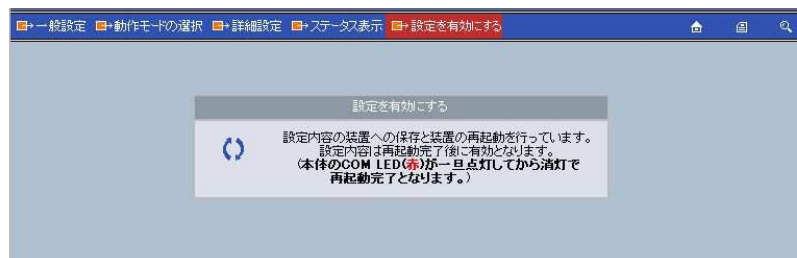 一般設定 動作モードの選択 詳細設定 ステータス表示 設定を有効にする
設定を有効にする
設定内容の装置への保存と装置の再起動を行っています。
設定内容は再起動完了後に有効となります。
(本体のCOM LED(赤)が一旦点灯してから消灯で
再起動完了となります。)